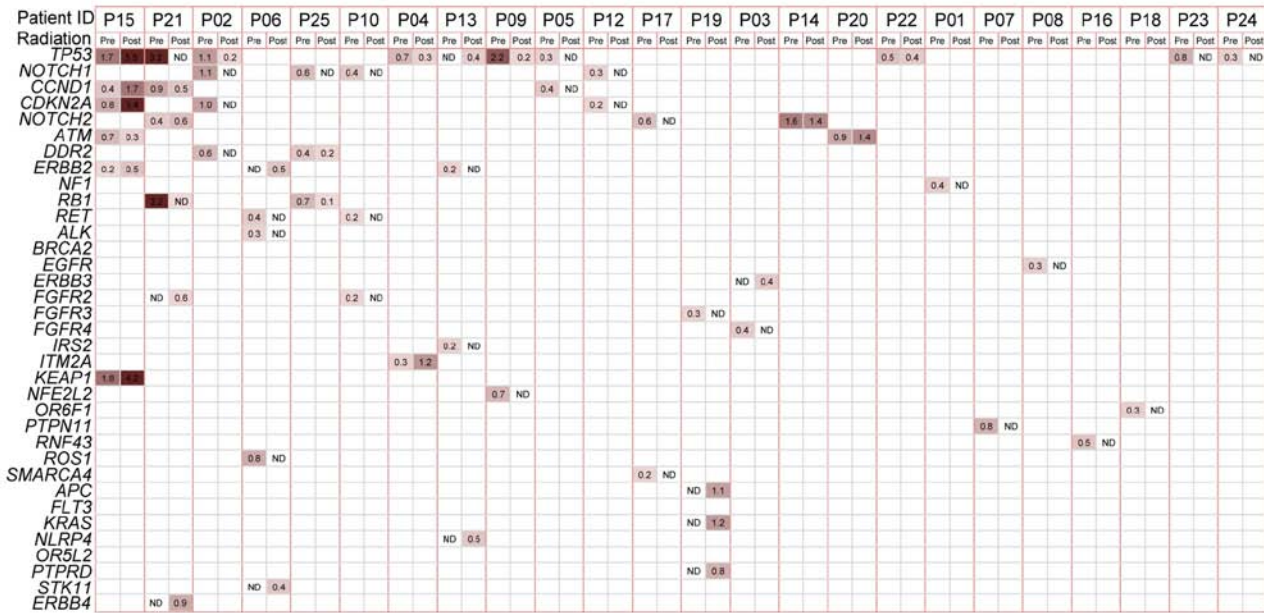 Patient ID P15 P21 P02 P06 P25 P10 P04 P13 P09 P05 P12 P17 P19 P03 P14 P20 P22 P01 P07 P08 P16 P18 P23 P24
Radiation Pre Post Pre Post Pre Post Pre Post Pre Post Pre Post Pre Post Pre Post Pre Post Pre Post Pre Post Pre Post Pre Post Pre Post Pre Post Pre Post Pre Post Pre Post Pre Post Pre Post Pre Post Pre Post Pre Post Pre Post
TP53 1.7 ND 1.1 0.2 0.7 0.3 ND 0.4 2.2 0.2 0.3 ND 0.5 0.4 0.8 ND 0.3 ND
NOTCH1 1.1 ND 0.6 ND 0.4 ND 0.3 ND
CCND1 0.4 1.7 0.9 0.5 0.4 ND
CDKN2A 0.8 1.0 ND 0.2 ND
NOTCH2 0.4 0.6 0.6 ND 1.6 1.4
ATM 0.7 0.3 0.9 1.4
DDR2 0.6 ND 0.4 0.2
ERBB2 0.2 0.5 ND 0.5 0.2 ND
NF1 0.4 ND
RB1 ND 0.7 0.1
RET 0.4 ND 0.2 ND
ALK 0.3 ND
BRCA2
EGFR 0.3 ND
ERBB3 ND 0.4
FGFR2 ND 0.6 0.2 ND
FGFR3 0.3 ND
FGFR4 0.4 ND
IRS2 0.2 ND
ITM2A 0.3 1.2
KEAP1 1.8
NFE2L2 0.7 ND
OR6F1 0.3 ND
PTPN11 0.8 ND
RNF43 0.5 ND
ROS1 0.8 ND
SMARCA4 0.2 ND
APC ND 1.1
FLT3
KRAS ND 1.2
NLRP4 ND 0.5
OR5L2
PTPRD ND 0.8
STK11 ND 0.4
ERBB4 ND 0.9